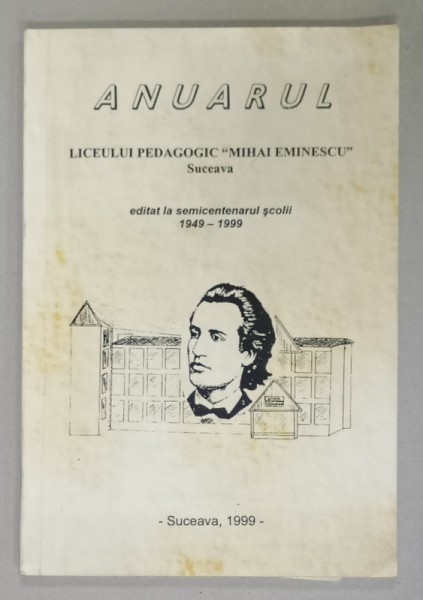 ANUARUL
LICEULUI PEDAGOGIC “MIHAI EMINESCU”
Suceava
editat la semicentenarul şcolii
1949 – 1999
- Suceava, 1999 -